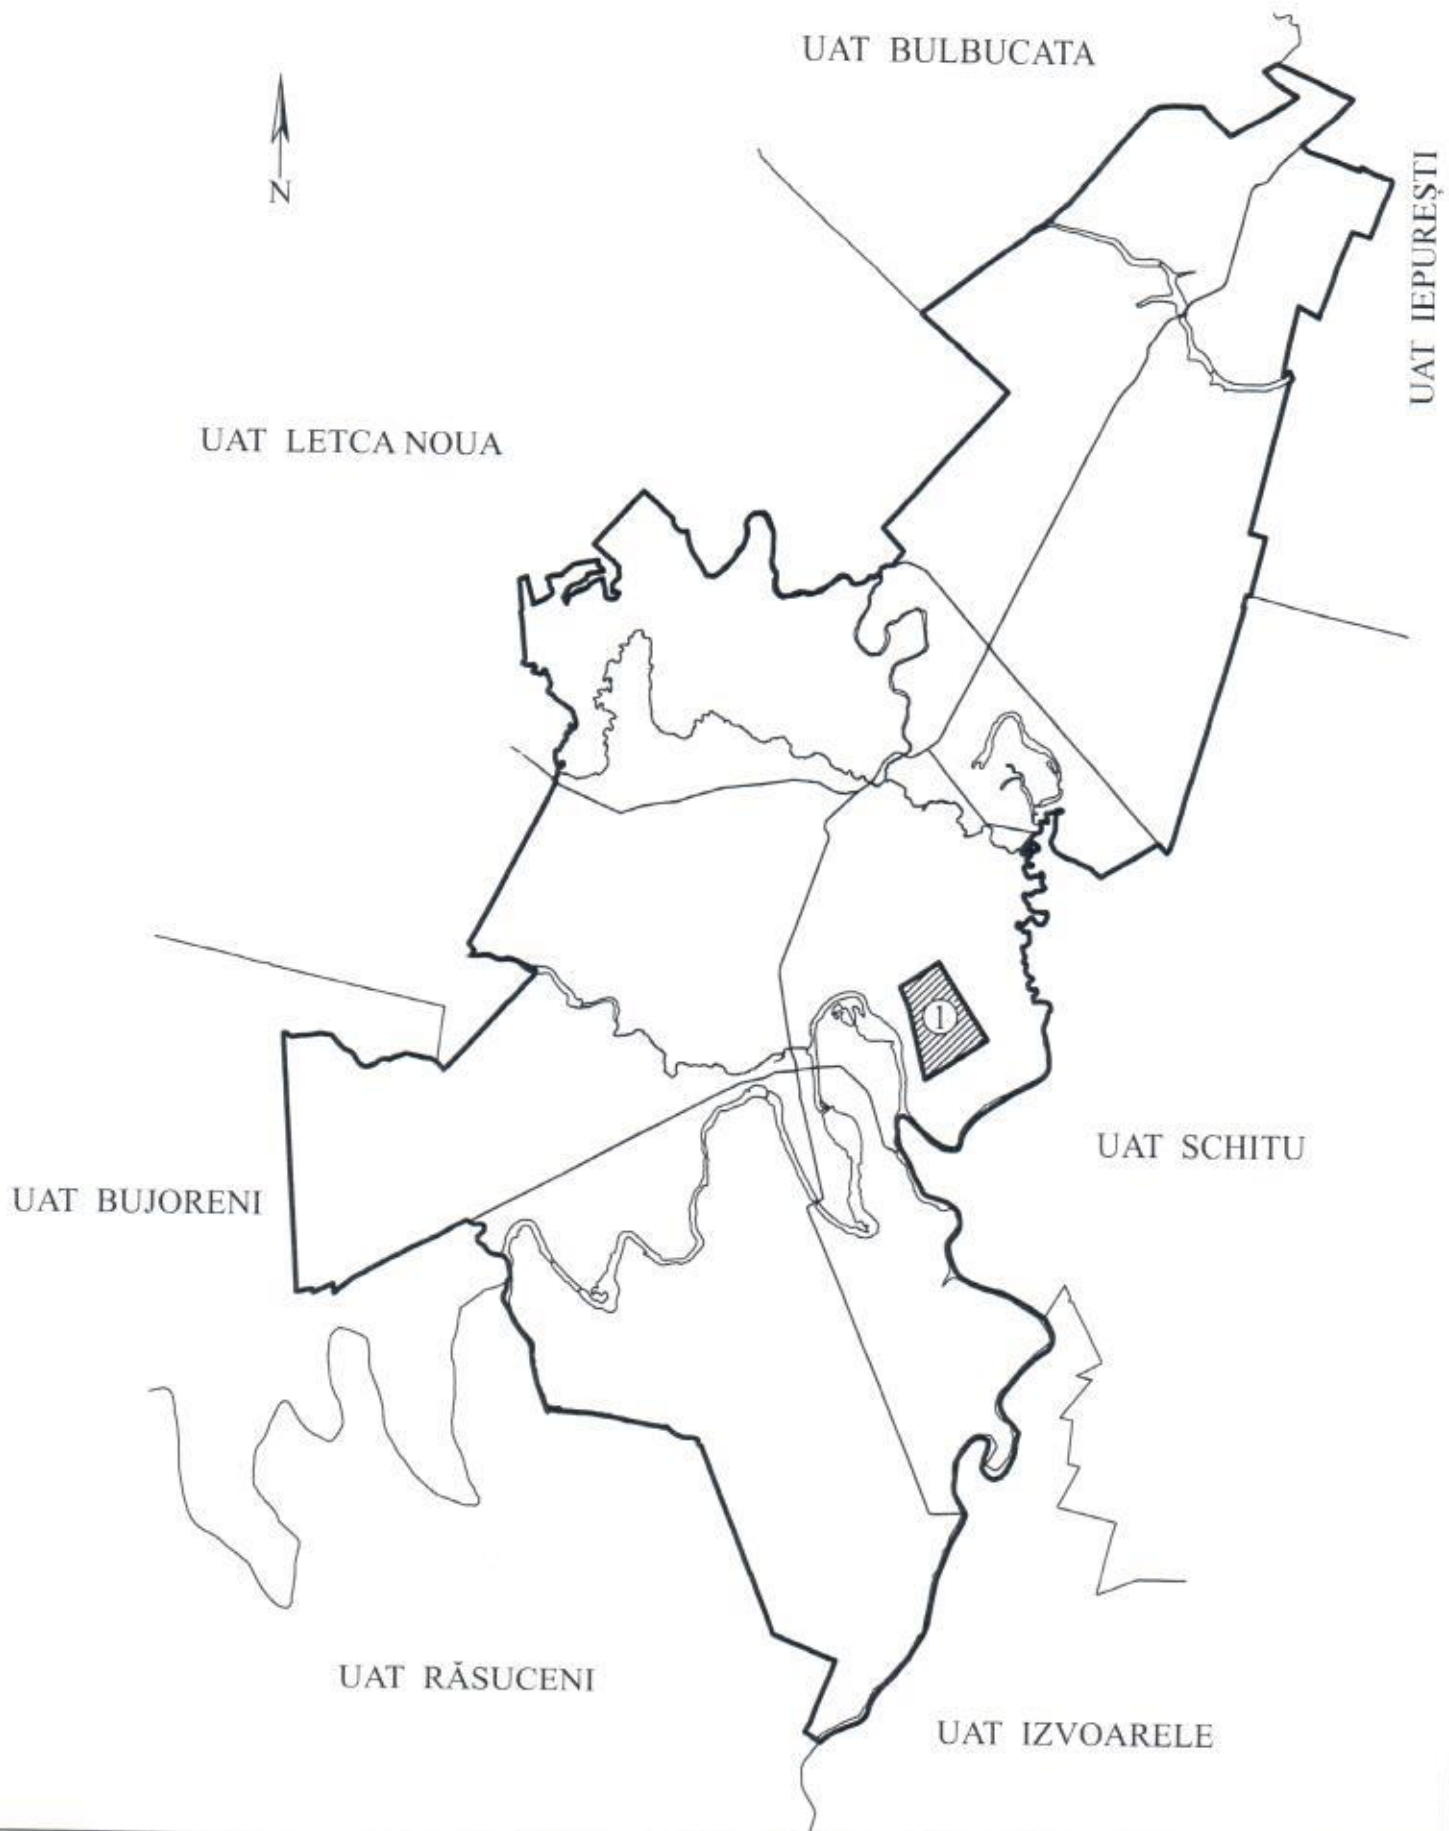 UAT BULBUCATA
N
UAT IEPUREȘTI
UAT LETCA NOUA
1
UAT SCHITU
UAT BUJORENI
UAT RĂSUCENI
UAT IZVOARELE